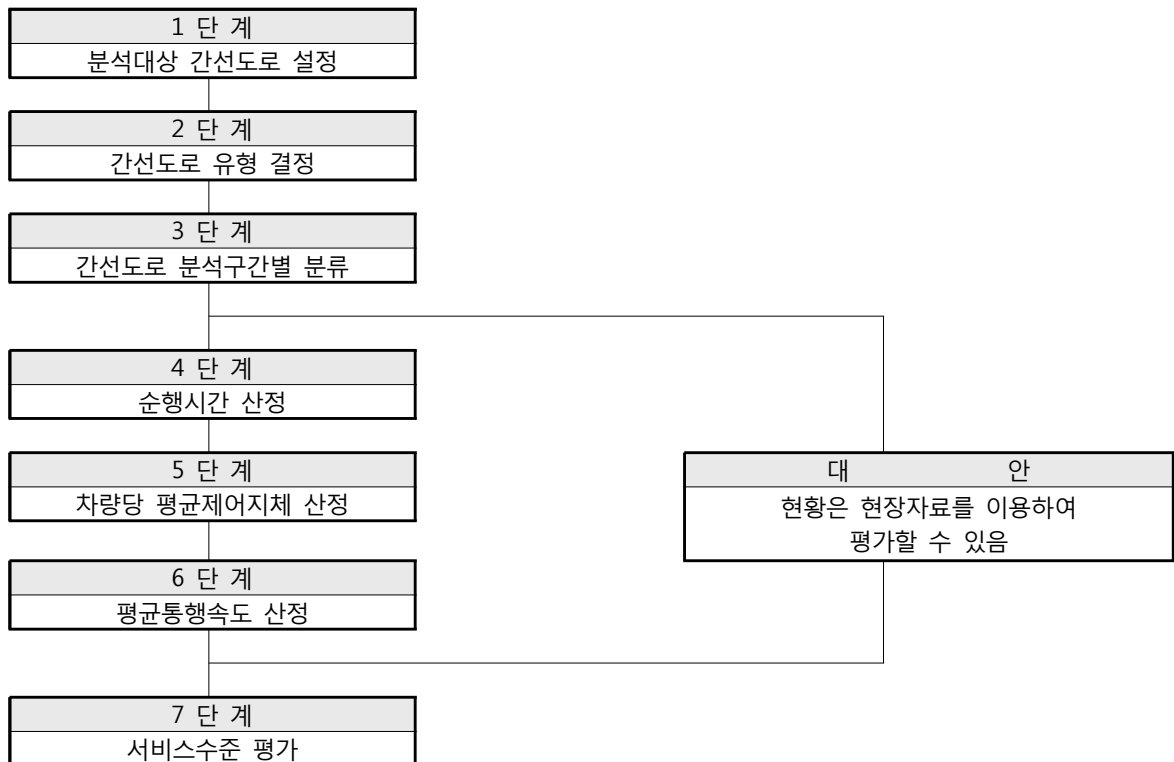 1 단 계
분석대상 간선도로 설정
2 단 계
간선도로 유형 결정
3 단 계
간선도로 분석구간별 분류
4 단 계
순행시간 산정
5 단 계
차량당 평균제어지체 산정
대 안
현황은 현장자료를 이용하여
평가할 수 있음
6 단 계
평균통행속도 산정
7 단 계
서비스수준 평가